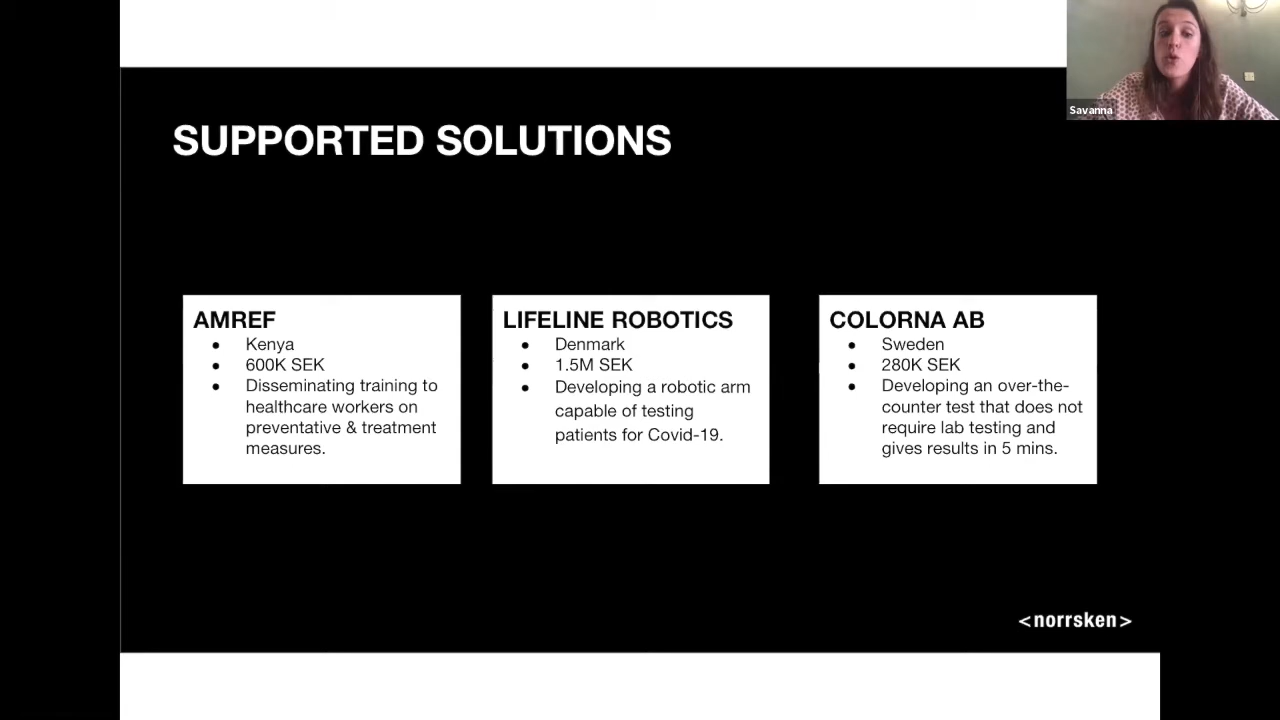 Savanna
SUPPORTED SOLUTIONS
AMREF
● Kenya
● 600K SEK
● Disseminating training to
healthcare workers on
preventative & treatment
measures.
LIFELINE ROBOTICS
● Denmark
● 1.5M SEK
● Developing a robotic arm
capable of testing
patients for Covid-19.
COLORNA AB
● Sweden
● 280K SEK
● Developing an over-the-
counter test that does not
require lab testing and
gives results in 5 mins.
<norrsken>